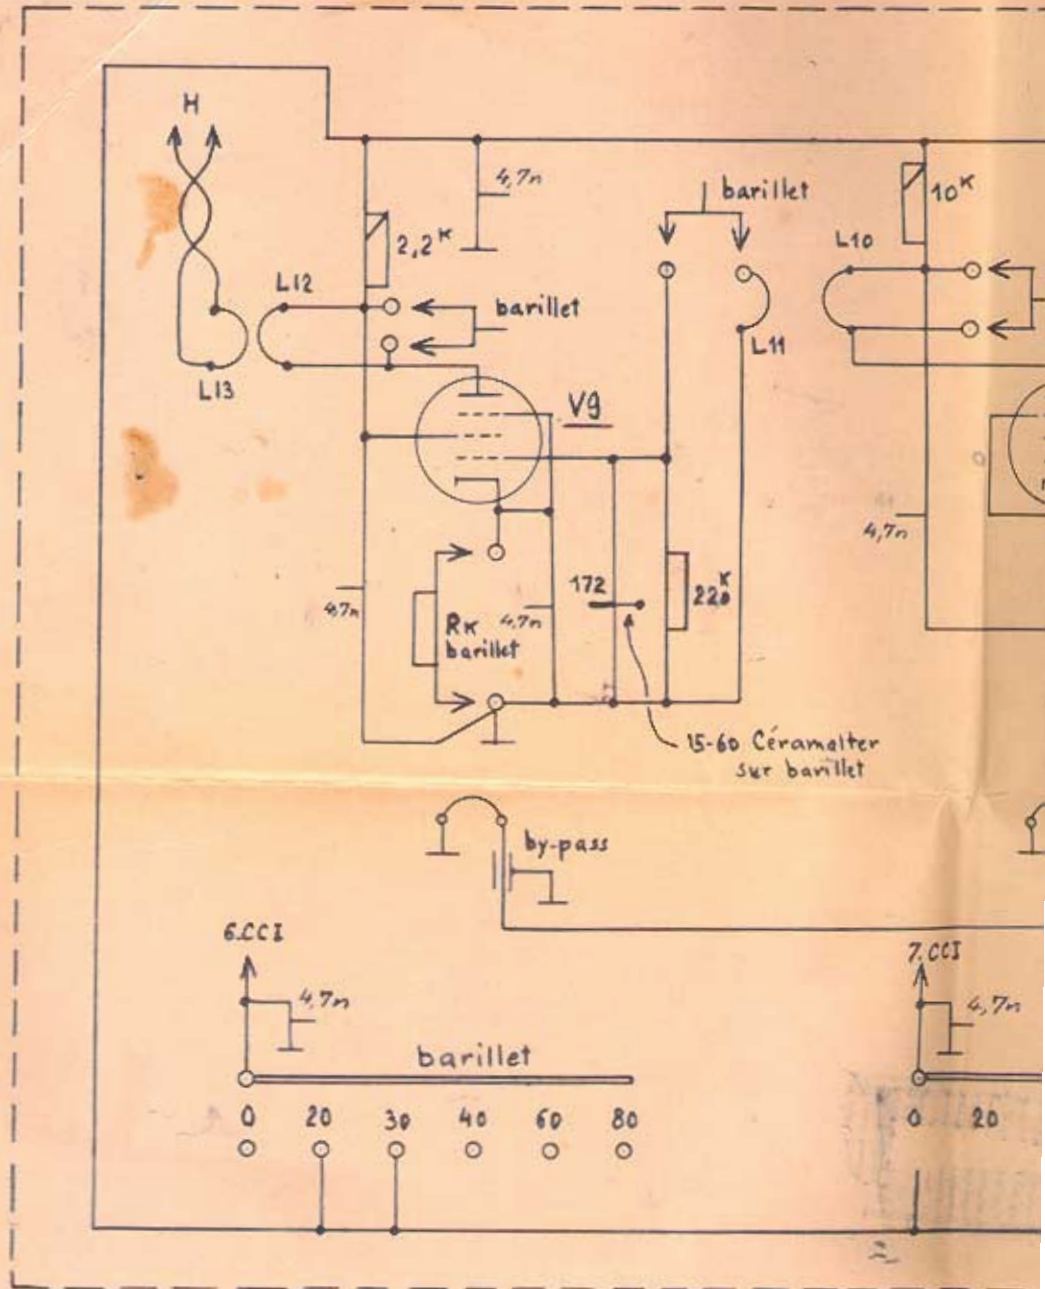 H
4,7n
2,2K
barillet
10K
L10
L12
barillet
L11
L13
V9
4,7n
4,7n
172
220K
RK
barillet
4,7n
15-60 Céramalter
sur barillet
by-pass
6.CCI
7.CCI
4,7n
4,7n
barillet
0 20 30 40 60 80
0 20